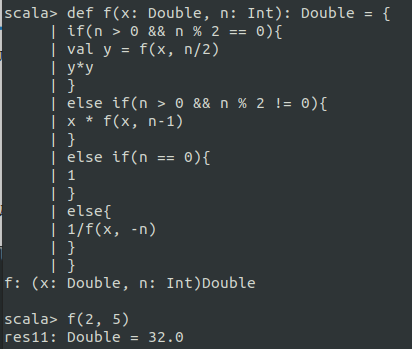 scala> def f(x: Double, n: Int): Double = {
| if(n > 0 && n % 2 == 0){
| val y = f(x, n/2)
| y*y
| }
| else if(n > 0 && n % 2 != 0){
| x * f(x, n-1)
| }
| else if(n == 0){
| 1
| }
| else{
| 1/f(x, -n)
| }
| }
f: (x: Double, n: Int)Double
scala> f(2, 5)
res11: Double = 32.0